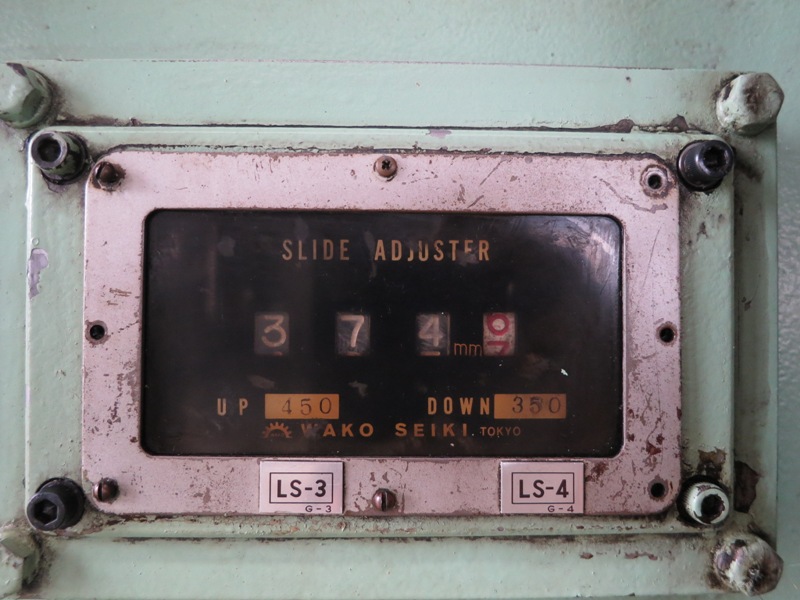 SLIDE ADJUSTER
3 7 4 mm 0
UP 450 DOWN 350
WAKO SEIKI. TOKYO
LS-3 LS-4
G-3 G-4